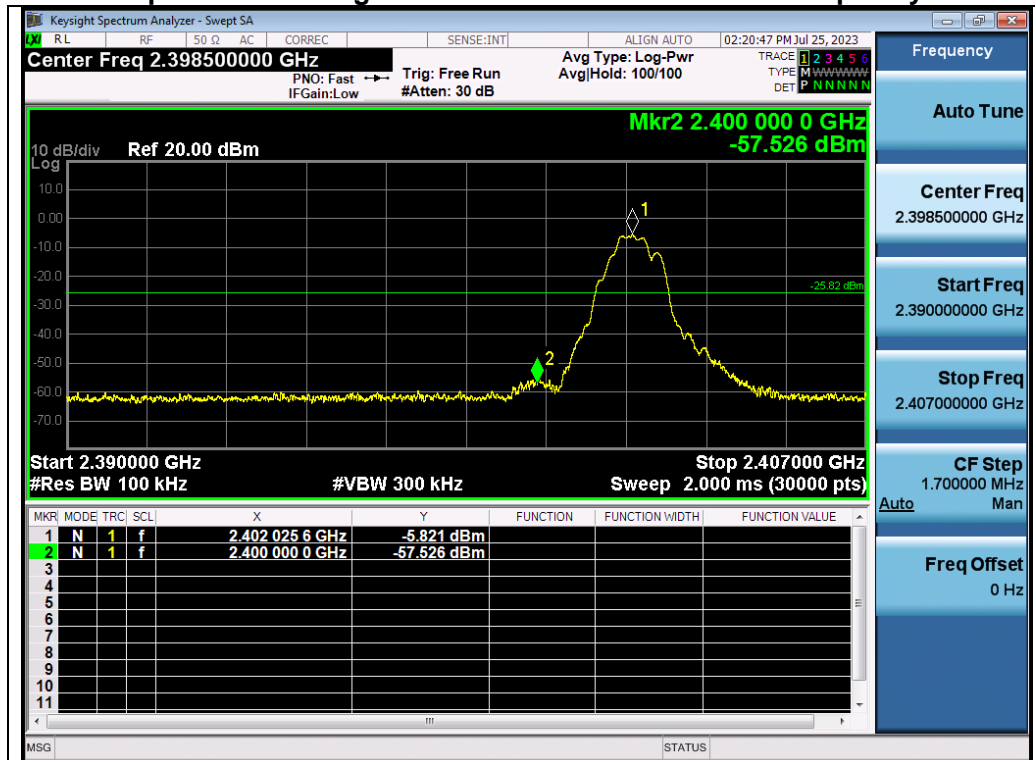 Keysight Spectrum Analyzer - Swept SA
LXI RL RF 50 Ω AC CORREC SENSE:INT ALIGN AUTO 02:20:47 PM Jul 25, 2023
Center Freq 2.398500000 GHz
PNO: Fast
IFGain:Low
Trig: Free Run
#Atten: 30 dB
Avg Type: Log-Pwr
Avg|Hold: 100/100
TRACE 1 2 3 4 5 6
TYPE M WWWWW
DET P N N N N N
Mkr2 2.400 000 0 GHz
-57.526 dBm
10 dB/div Ref 20.00 dBm
Log
10.0
0.00
-10.0
-20.0
-30.0
-40.0
-50.0
-60.0
-70.0
1
-25.82 dBm
2
Start 2.390000 GHz Stop 2.407000 GHz
#Res BW 100 kHz #VBW 300 kHz Sweep 2.000 ms (30000 pts)
MKR MODE TRC SCL X Y FUNCTION FUNCTION WIDTH FUNCTION VALUE
1 N 1 f 2.402 025 6 GHz -5.821 dBm
2 N 1 f 2.400 000 0 GHz -57.526 dBm
3
4
5
6
7
8
9
10
11
MSG STATUS
Frequency
Auto Tune
Center Freq
2.398500000 GHz
Start Freq
2.390000000 GHz
Stop Freq
2.407000000 GHz
CF Step
1.700000 MHz
Auto Man
Freq Offset
0 Hz